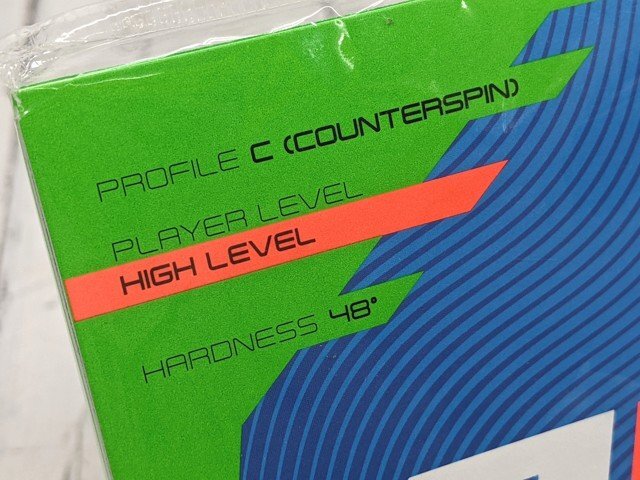 PROFILE C (COUNTERSPIN)
PLAYER LEVEL
HIGH LEVEL
HARDNESS 48°